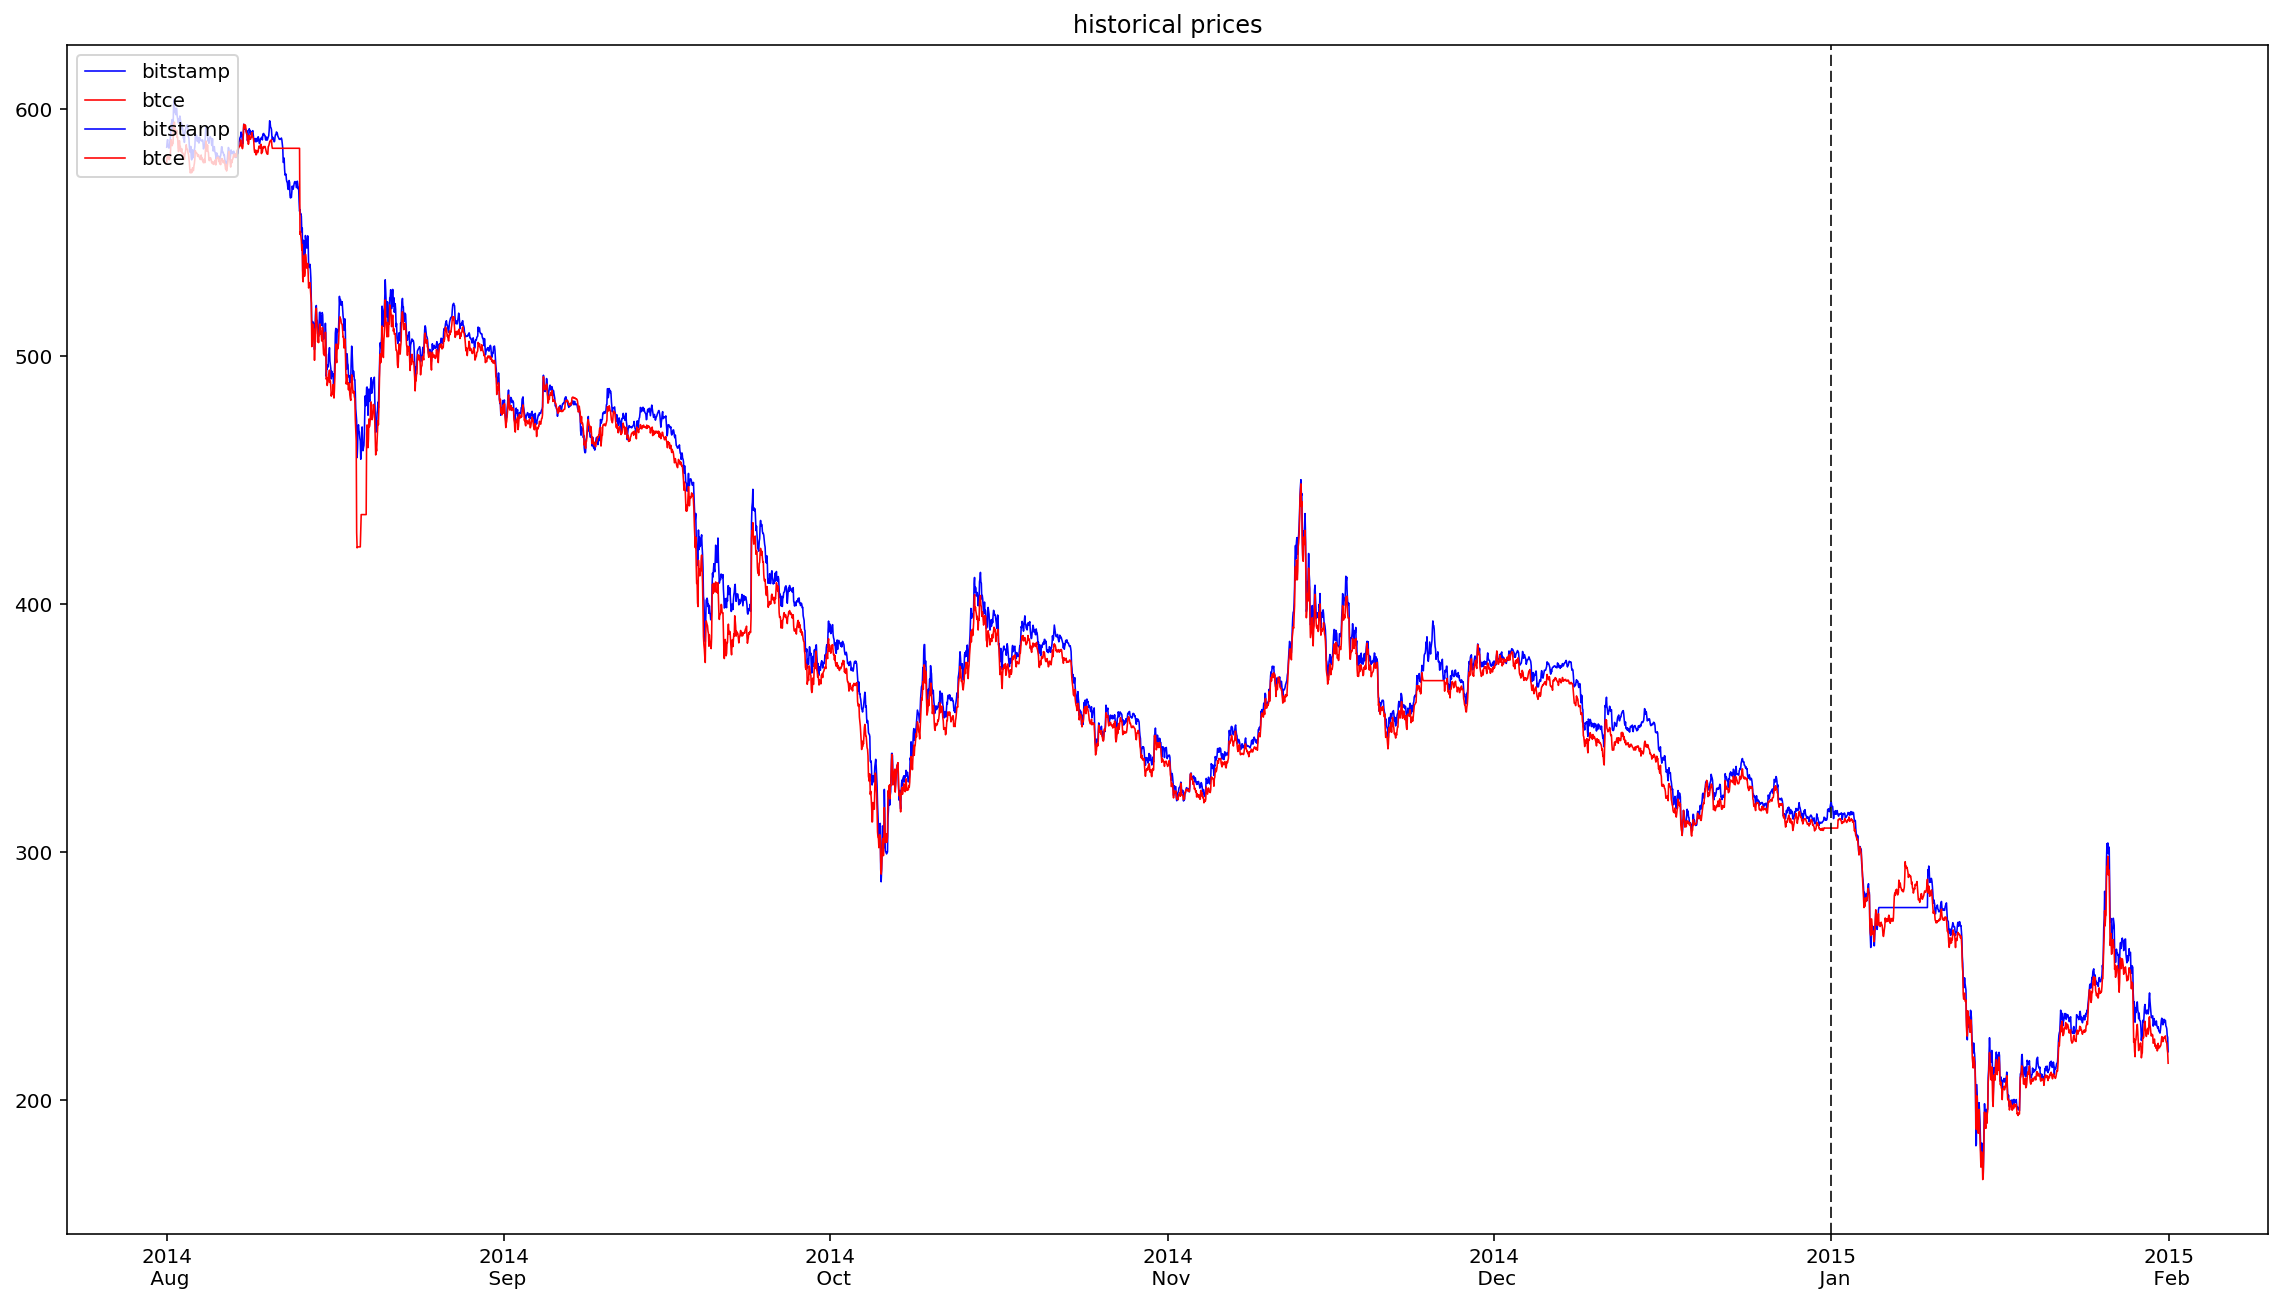 historical prices
bitstamp
btce
bitstamp
btce
600
500
400
300
200
2014 2014 2014 2014 2014 2015 2015
Aug Sep Oct Nov Dec Jan Feb